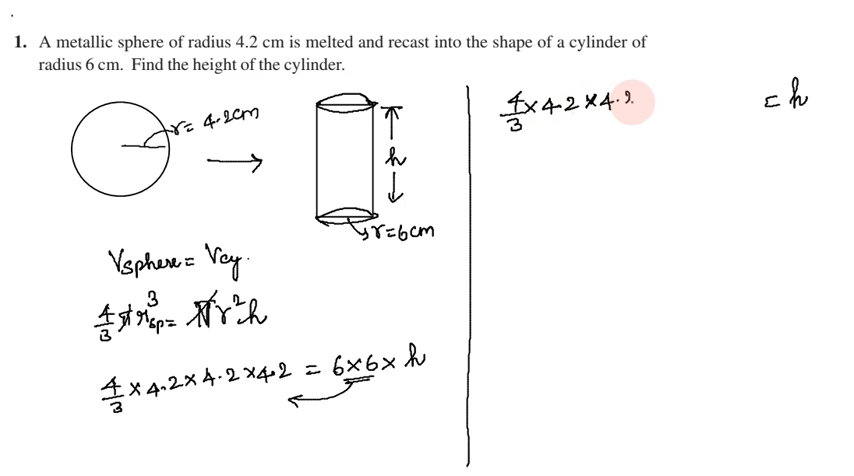 1. A metallic sphere of radius 4.2 cm is melted and recast into the shape of a cylinder of
radius 6 cm. Find the height of the cylinder.
r= 4.2cm
h
r=6cm
Vsphere = Vcy.
4/3 π r³sp = π r² h
4/3 × 4.2 × 4.2 × 4.2 = 6×6× h
4/3 × 4.2 × 4.2 = h